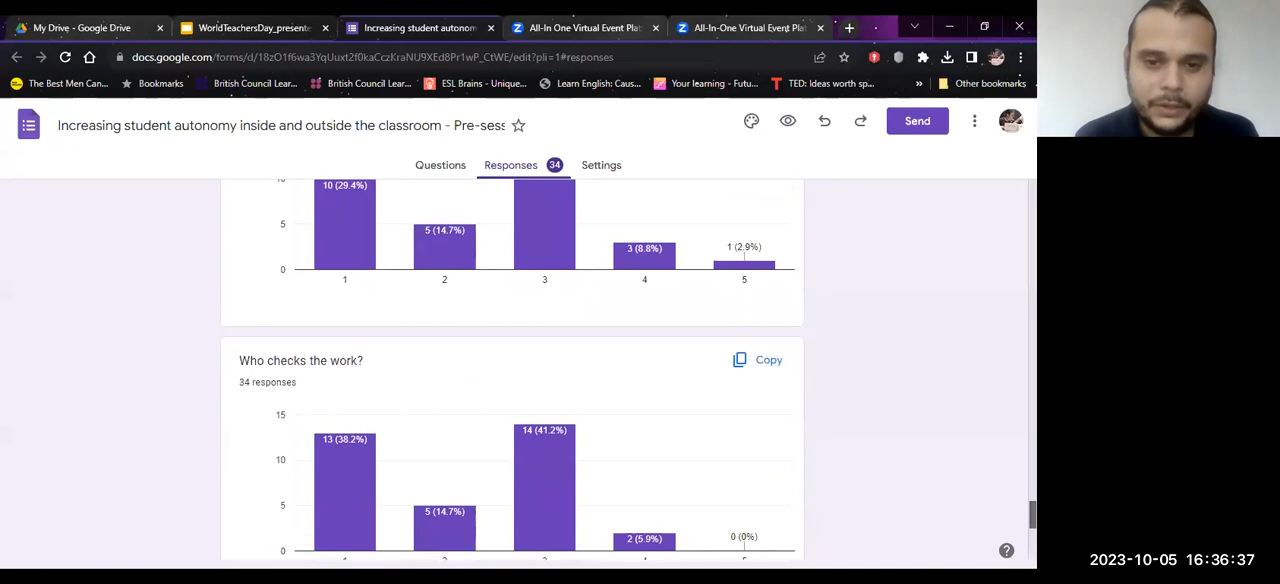 My Drive - Google Drive
WorldTeachersDay_presente
Increasing student autonom
All-In One Virtual Event Plat
All-In-One Virtual Event Plat
docs.google.com/forms/d/18zO1f6wa3YqUuxt2f0kaCczKraNU9XEd8Pr1wP_CtWE/edit?pli=1#responses
The Best Men Can...
Bookmarks
British Council Lear...
British Council Lear...
ESL Brains - Unique...
Learn English: Caus...
Your learning - Futu...
TED: Ideas worth sp...
»
Other bookmarks
Increasing student autonomy inside and outside the classroom - Pre-sess
Send
Questions
Responses 34
Settings
10 (29.4%)
5
5 (14.7%)
3 (8.8%)
1 (2.9%)
0
1 2 3 4 5
Who checks the work?
Copy
34 responses
15
13 (38.2%)
14 (41.2%)
10
5
5 (14.7%)
2 (5.9%)
0 (0%)
0
2023-10-05 16:36:37